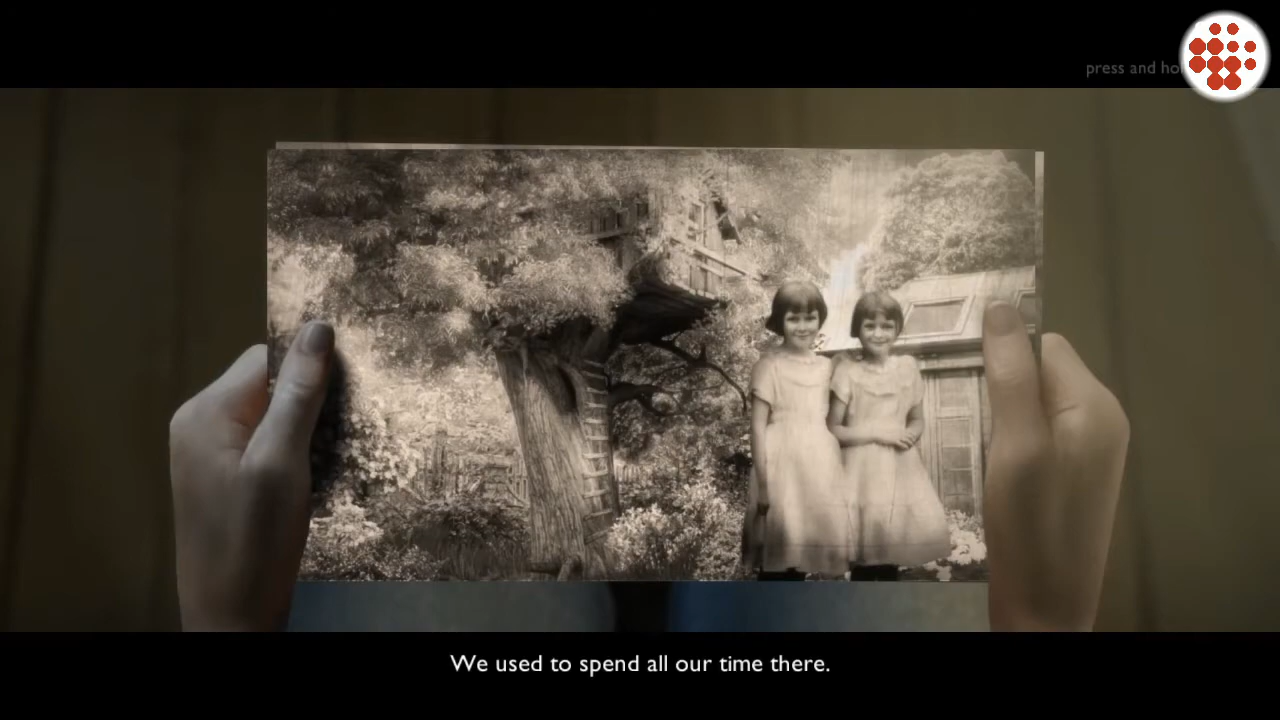 press and ho
We used to spend all our time there.